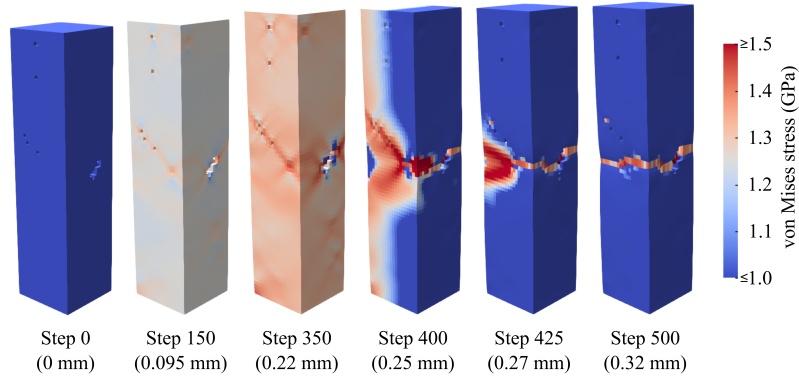 ≥1.5
1.4
1.3
1.2
1.1
≤1.0
von Mises stress (GPa)
Step 0
(0 mm)
Step 150
(0.095 mm)
Step 350
(0.22 mm)
Step 400
(0.25 mm)
Step 425
(0.27 mm)
Step 500
(0.32 mm)